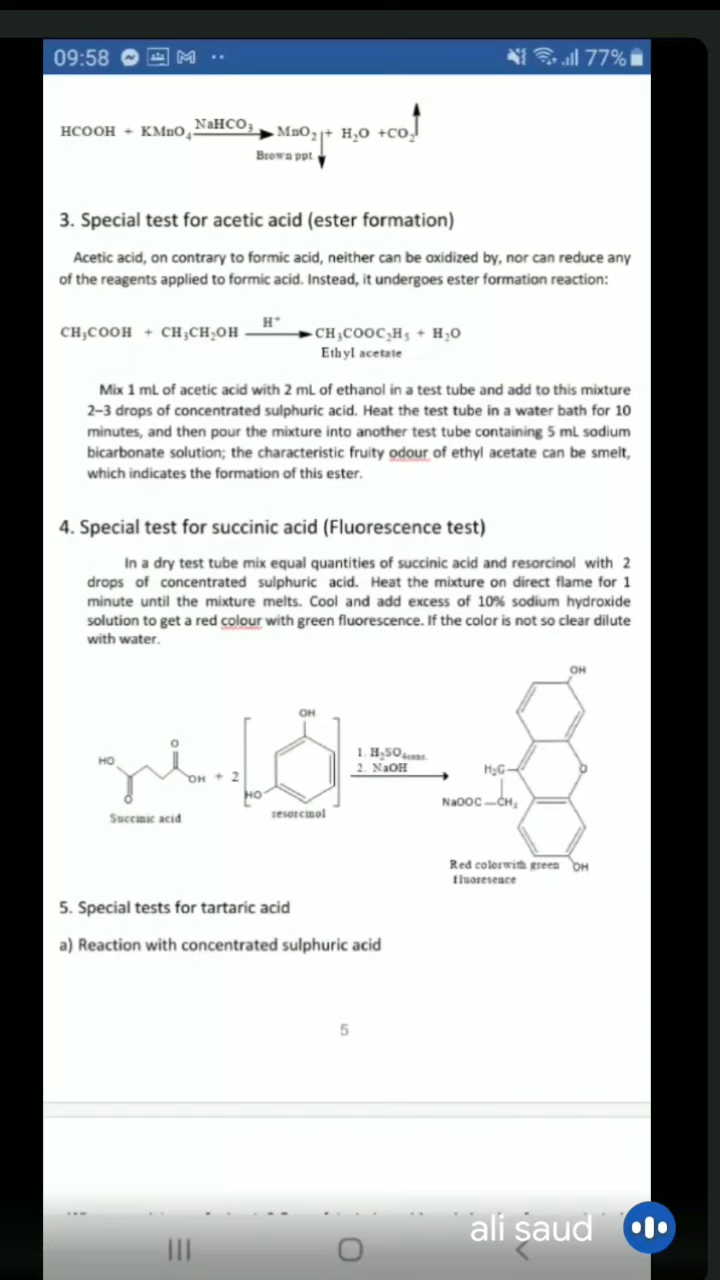 09:58 77%
HCOOH + KMnO4 NaHCO3 MnO2 + H2O +CO2
Brown ppt
3. Special test for acetic acid (ester formation)
Acetic acid, on contrary to formic acid, neither can be oxidized by, nor can reduce any
of the reagents applied to formic acid. Instead, it undergoes ester formation reaction:
CH3COOH + CH3CH2OH H+ CH3COOC2H5 + H2O
Ethyl acetate
Mix 1 mL of acetic acid with 2 mL of ethanol in a test tube and add to this mixture
2–3 drops of concentrated sulphuric acid. Heat the test tube in a water bath for 10
minutes, and then pour the mixture into another test tube containing 5 mL sodium
bicarbonate solution; the characteristic fruity odour of ethyl acetate can be smelt,
which indicates the formation of this ester.
4. Special test for succinic acid (Fluorescence test)
In a dry test tube mix equal quantities of succinic acid and resorcinol with 2
drops of concentrated sulphuric acid. Heat the mixture on direct flame for 1
minute until the mixture melts. Cool and add excess of 10% sodium hydroxide
solution to get a red colour with green fluorescence. If the color is not so clear dilute
with water.
OH
OH
O
HO
OH + 2
O
HO
1. H2SO4conc.
2. NaOH
H2C
O
NaOOC—CH2
Succinic acid
resorcinol
OH
Red colorwith green
fluoresence
5. Special tests for tartaric acid
a) Reaction with concentrated sulphuric acid
5
ali saud